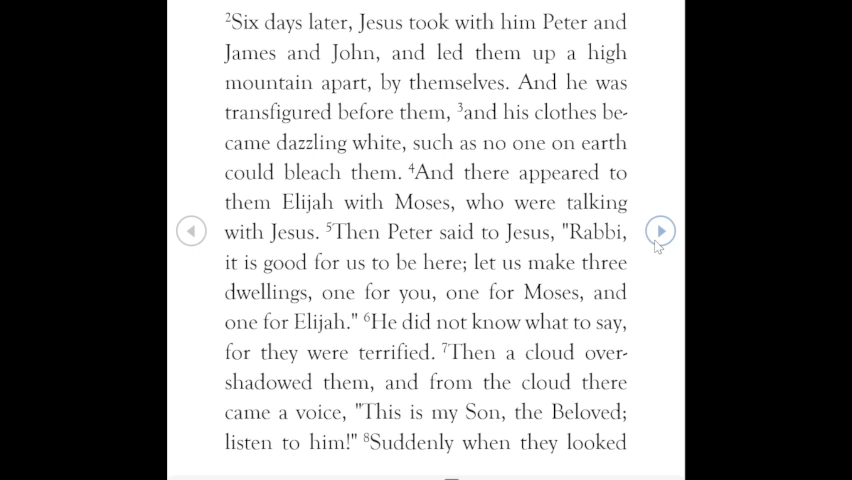 ²Six days later, Jesus took with him Peter and
James and John, and led them up a high
mountain apart, by themselves. And he was
transfigured before them, ³and his clothes be-
came dazzling white, such as no one on earth
could bleach them. ⁴And there appeared to
them Elijah with Moses, who were talking
with Jesus. ⁵Then Peter said to Jesus, "Rabbi,
it is good for us to be here; let us make three
dwellings, one for you, one for Moses, and
one for Elijah." ⁶He did not know what to say,
for they were terrified. ⁷Then a cloud over-
shadowed them, and from the cloud there
came a voice, "This is my Son, the Beloved;
listen to him!" ⁸Suddenly when they looked